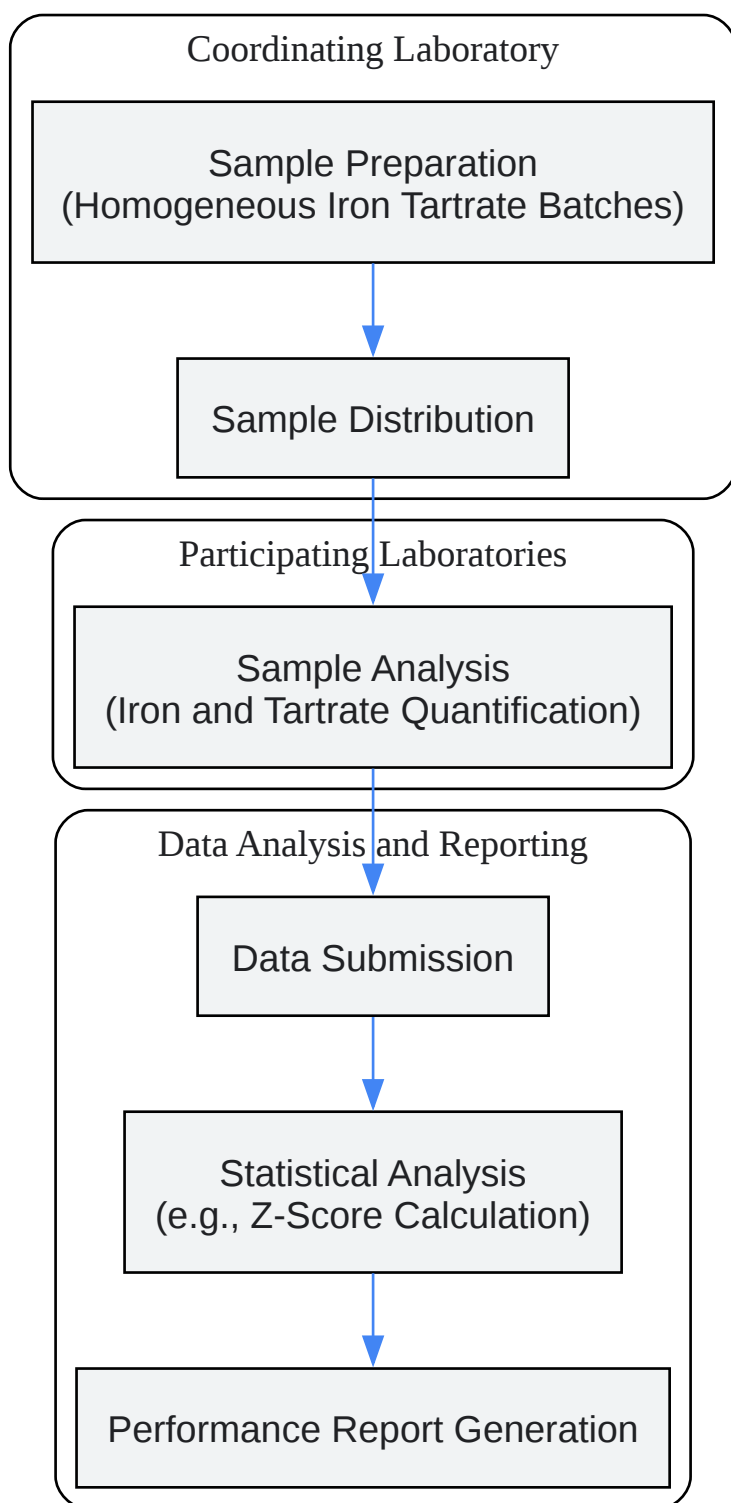 Coordinating Laboratory
Sample Preparation
(Homogeneous Iron Tartrate Batches)
Sample Distribution
Participating Laboratories
Sample Analysis
(Iron and Tartrate Quantification)
Data Analysis and Reporting
Data Submission
Statistical Analysis
(e.g., Z-Score Calculation)
Performance Report Generation